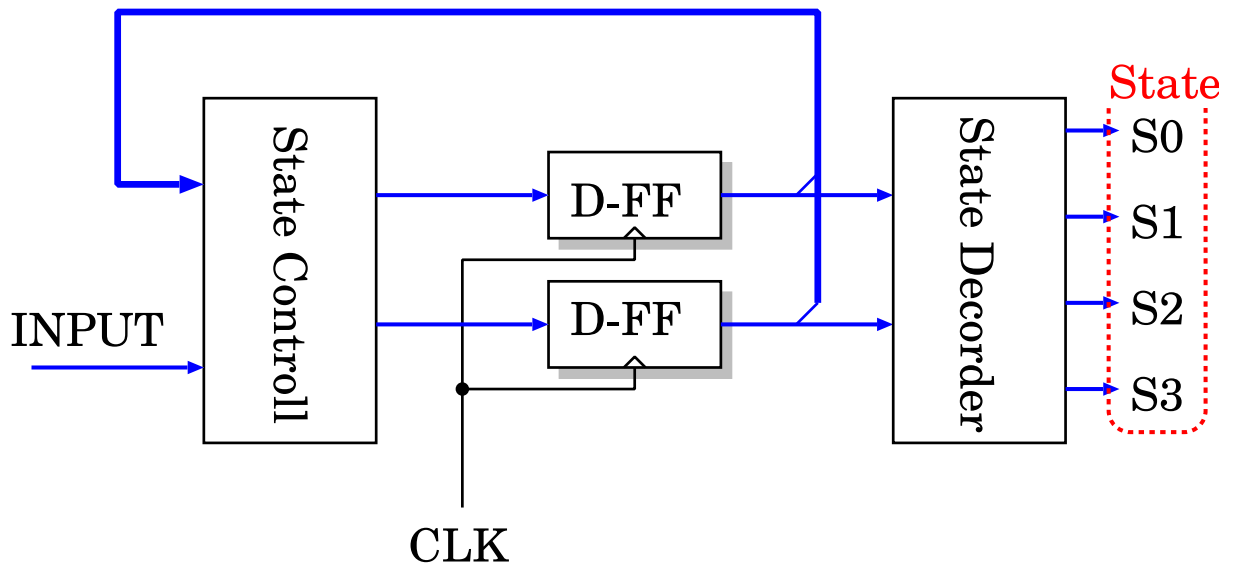 INPUT
State Controll
D-FF
D-FF
CLK
State Decorder
State
S0
S1
S2
S3